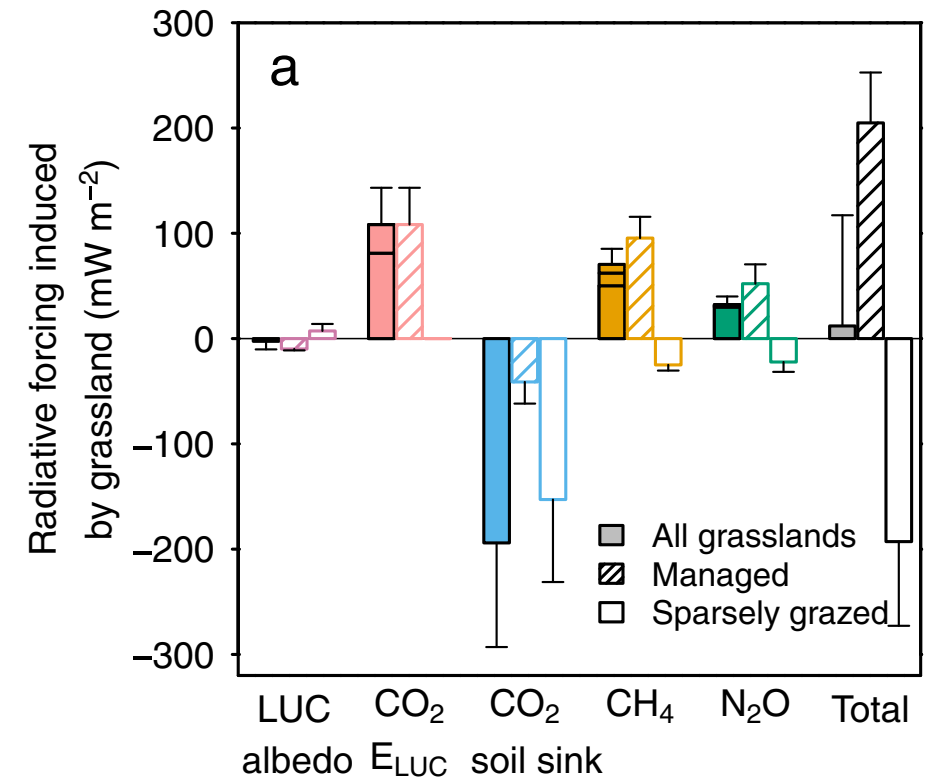 a
Radiative forcing induced
by grassland (mW m⁻²)
300
200
100
0
−100
−200
−300
All grasslands
Managed
Sparsely grazed
LUC albedo
CO₂ E_LUC
CO₂ soil sink
CH₄
N₂O
Total